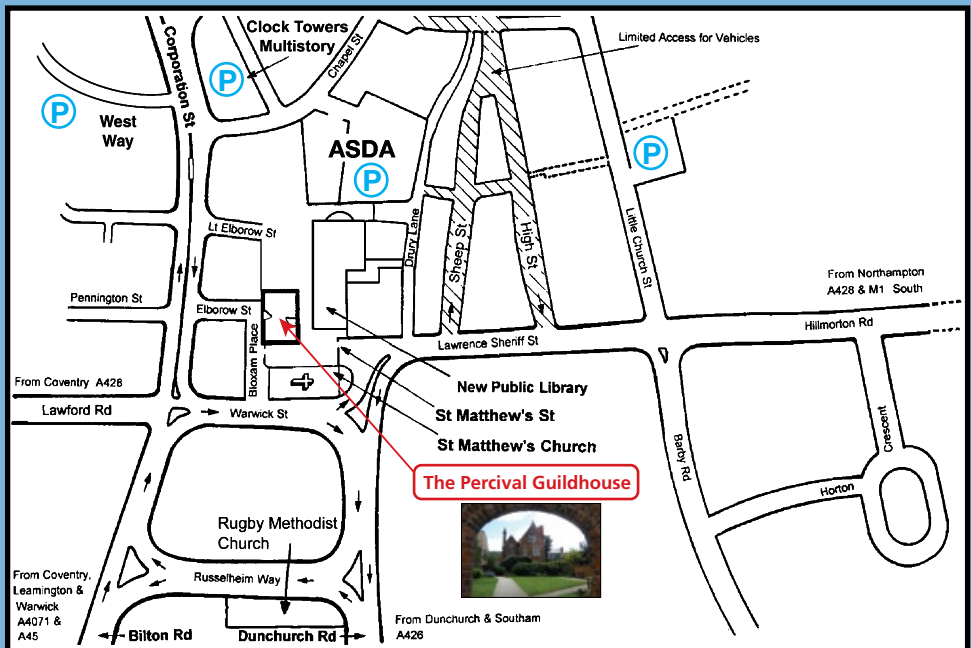 Clock Towers
Multistory
Corporation St
Chapel St
Limited Access for Vehicles
P
P
West
Way
ASDA
P
P
Lt Elborow St
Drury Lane
Sheep St
High St
Little Church St
From Northampton
A428 & M1 South
Pennington St
Elborow St
Bloxam Place
Hillmorton Rd
Lawrence Sheriff St
From Coventry A428
Lawford Rd
Warwick St
New Public Library
St Matthew's St
St Matthew's Church
The Percival Guildhouse
Barby Rd
Crescent
Horton
Rugby Methodist
Church
Russelheim Way
From Coventry,
Leamington &
Warwick
A4071 &
A45
Bilton Rd
Dunchurch Rd
From Dunchurch & Southam
A426